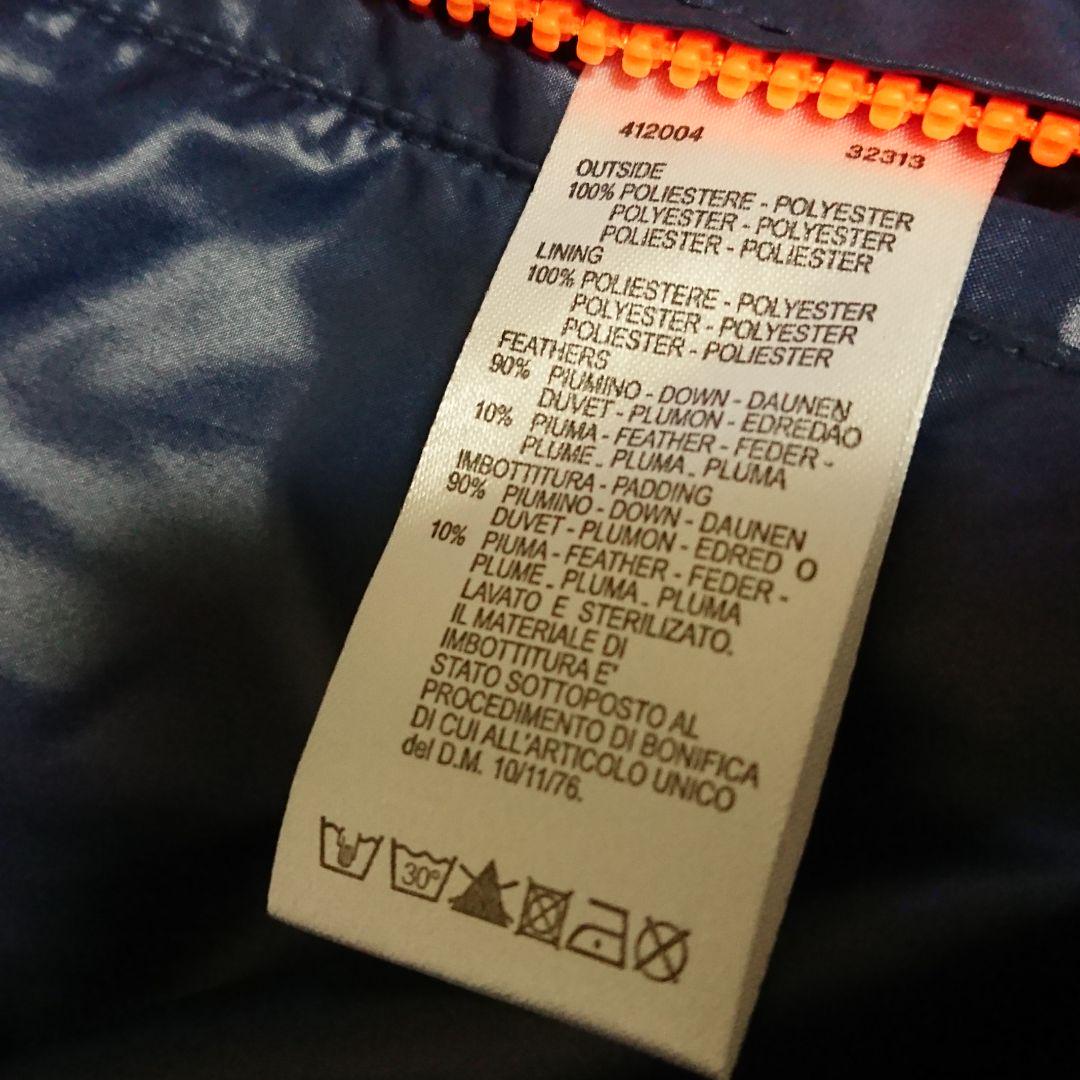 412004 32313
OUTSIDE
100% POLIESTERE - POLYESTER
POLYESTER - POLYESTER
POLIESTER - POLIESTER
LINING
100% POLIESTERE - POLYESTER
POLYESTER - POLYESTER
POLIESTER - POLIESTER
FEATHERS
90% PIUMINO - DOWN - DAUNEN
DUVET - PLUMON - EDREDAO
10% PIUMA - FEATHER - FEDER -
PLUME - PLUMA - PLUMA
IMBOTTITURA - PADDING
90% PIUMINO - DOWN - DAUNEN
DUVET - PLUMON - EDRED O
10% PIUMA - FEATHER - FEDER -
PLUME - PLUMA - PLUMA
LAVATO E STERILIZATO.
IL MATERIALE DI
IMBOTTITURA E'
STATO SOTTOPOSTO AL
PROCEDIMENTO DI BONIFICA
DI CUI ALL'ARTICOLO UNICO
del D.M. 10/11/76.
30°